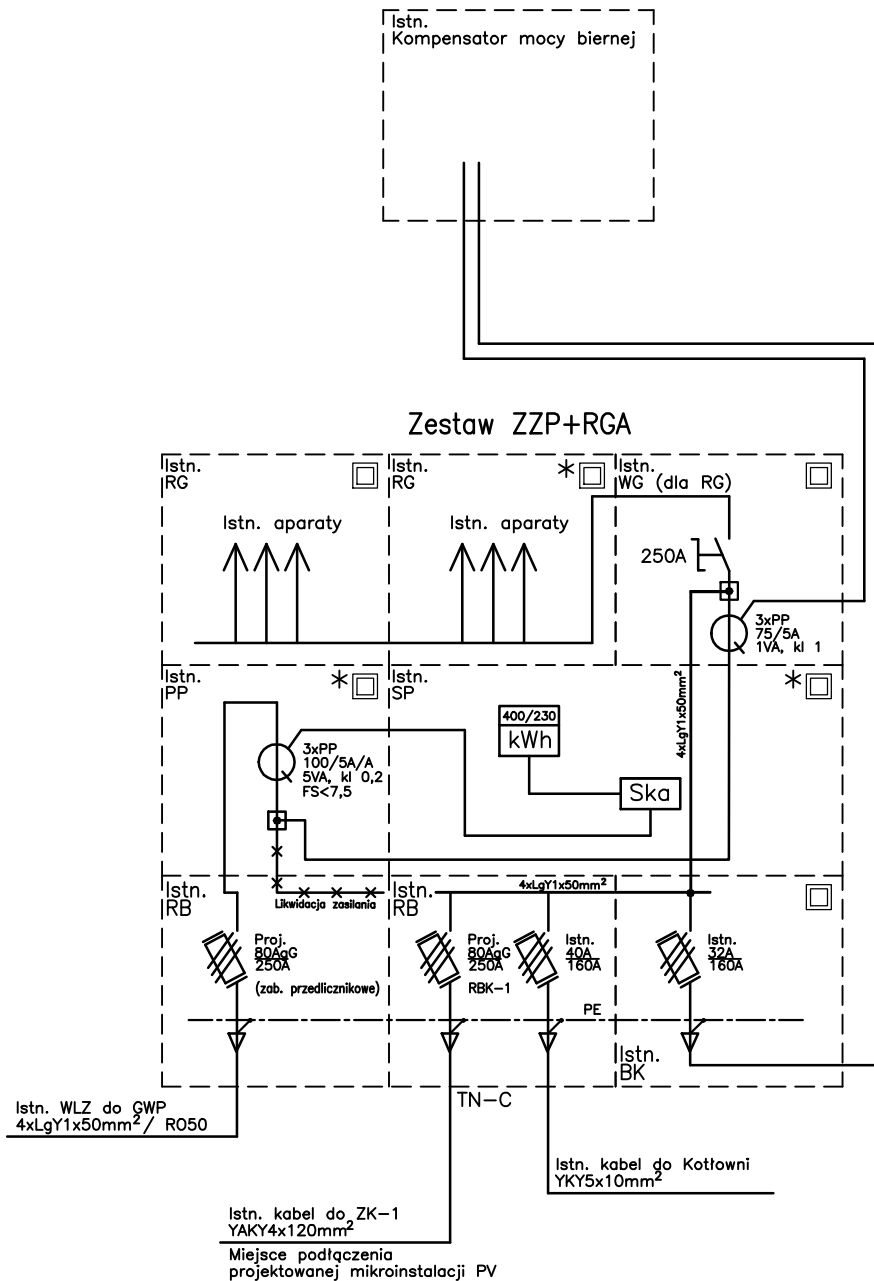 Istn.
Kompensator mocy biernej
Zestaw ZZP+RGA
Istn.
RG
Istn. aparaty
Istn.
RG
*
Istn. aparaty
Istn.
WG (dla RG)
250A
3xPP
75/5A
1VA, kl 1
4xLgY1x50mm²
Istn.
PP
*
3xPP
100/5A/A
5VA, kl 0,2
FS<7,5
Istn.
SP
*
400/230
kWh
Ska
Istn.
RB
Likwidacja zasilania
Proj.
80AgG
250A
(zab. przedlicznikowe)
Istn.
RB
4xLgY1x50mm²
Proj.
80AgG
250A
RBK-1
Istn.
40A
160A
Istn.
32A
160A
PE
Istn.
BK
TN-C
Istn. WLZ do GWP
4xLgY1x50mm² / RO50
Istn. kabel do Kotłowni
YKY5x10mm²
Istn. kabel do ZK-1
YAKY4x120mm²
Miejsce podłączenia
projektowanej mikroinstalacji PV